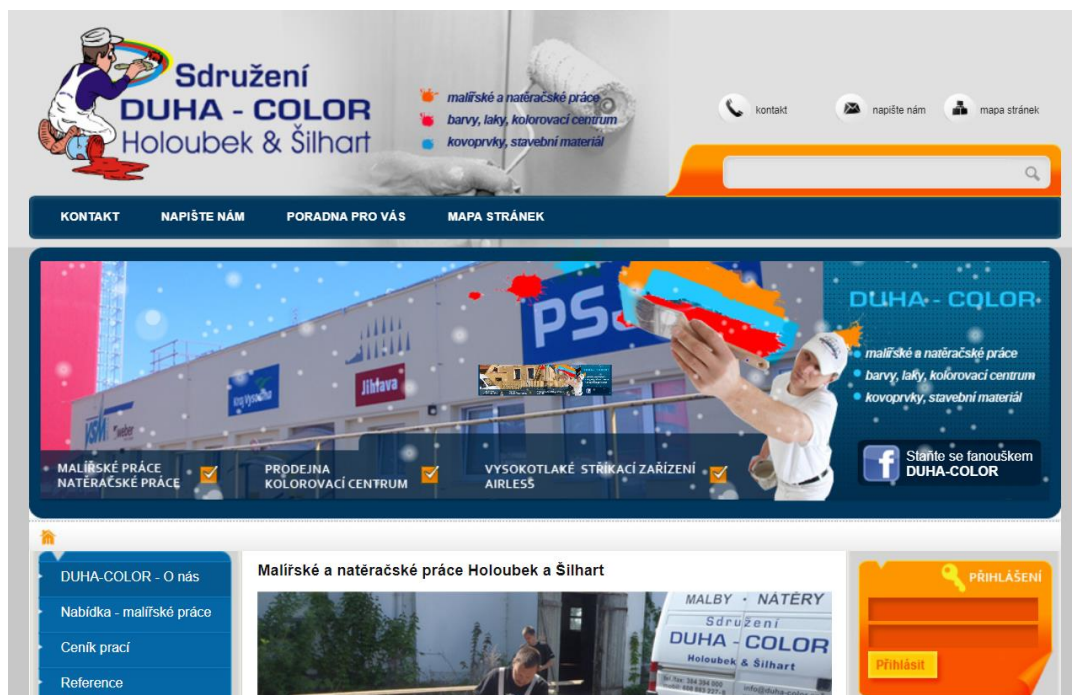 Sdružení
DUHA - COLOR
Holoubek & Šilhart
malířské a natěračské práce
barvy, laky, kolorovací centrum
kovoprvky, stavební materiál
kontakt
napište nám
mapa stránek
KONTAKT
NAPIŠTE NÁM
PORADNA PRO VÁS
MAPA STRÁNEK
PSJ
Jihlava
Kraj Vysočina
VSM
weber
DUHA - COLOR
malířské a natěračské práce
barvy, laky, kolorovací centrum
kovoprvky, stavební materiál
MALÍŘSKÉ PRÁCE
NATĚRAČSKÉ PRÁCE
PRODEJNA
KOLOROVACÍ CENTRUM
VYSOKOTLAKÉ STŘÍKACÍ ZAŘÍZENÍ
AIRLESS
Staňte se fanouškem
DUHA-COLOR
DUHA-COLOR - O nás
Nabídka - malířské práce
Ceník prací
Reference
Malířské a natěračské práce Holoubek a Šilhart
MALBY · NÁTĚRY
Sdružení
DUHA - COLOR
Holoubek & Šilhart
PŘIHLÁŠENÍ
Přihlásit